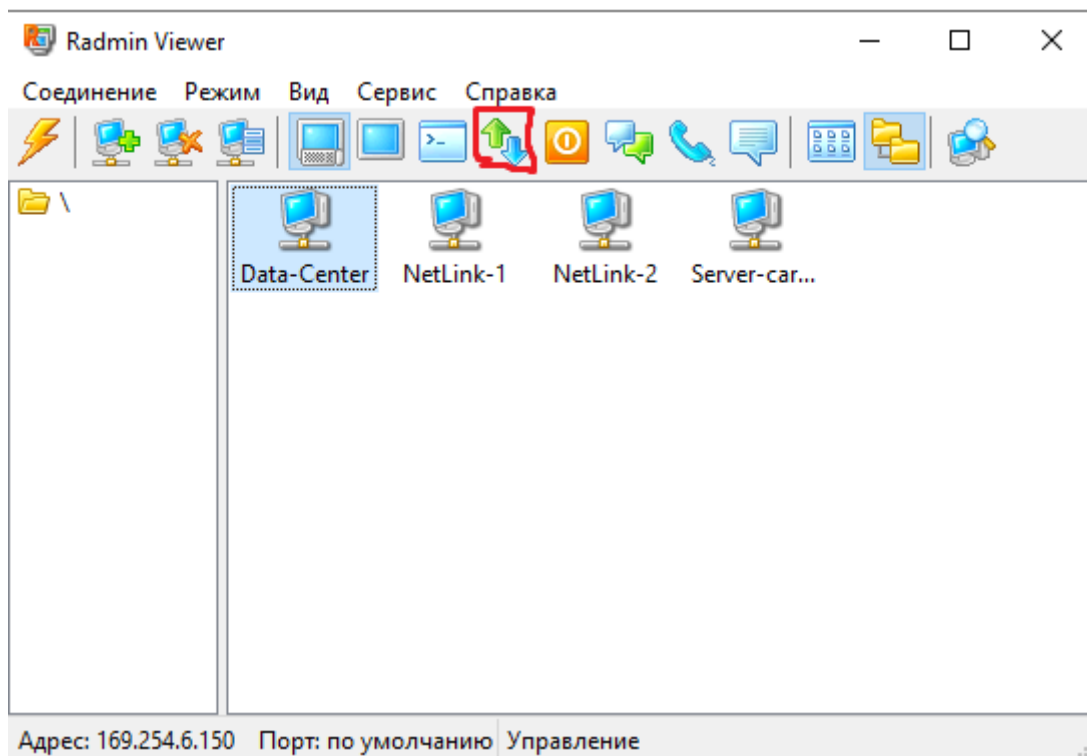 Radmin Viewer
Соединение Режим Вид Сервис Справка
\
Data-Center NetLink-1 NetLink-2 Server-car...
Адрес: 169.254.6.150 Порт: по умолчанию Управление